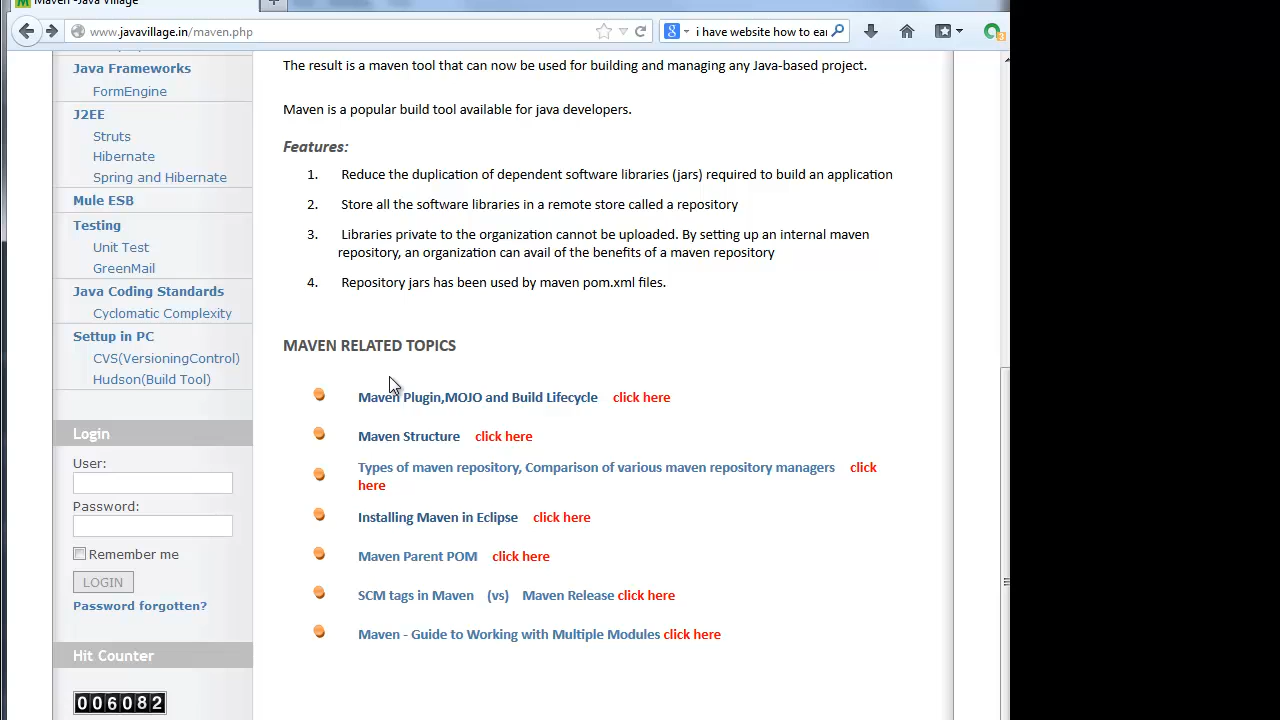 Maven -Java Village
www.javavillage.in/maven.php
i have website how to ear
3
Java Frameworks
FormEngine
J2EE
Struts
Hibernate
Spring and Hibernate
Mule ESB
Testing
Unit Test
GreenMail
Java Coding Standards
Cyclomatic Complexity
Settup in PC
CVS(VersioningControl)
Hudson(Build Tool)
Login
User:
Password:
Remember me
LOGIN
Password forgotten?
Hit Counter
006082
The result is a maven tool that can now be used for building and managing any Java-based project.
Maven is a popular build tool available for java developers.
Features:
1. Reduce the duplication of dependent software libraries (jars) required to build an application
2. Store all the software libraries in a remote store called a repository
3. Libraries private to the organization cannot be uploaded. By setting up an internal maven
repository, an organization can avail of the benefits of a maven repository
4. Repository jars has been used by maven pom.xml files.
MAVEN RELATED TOPICS
Maven Plugin,MOJO and Build Lifecycle click here
Maven Structure click here
Types of maven repository, Comparison of various maven repository managers click
here
Installing Maven in Eclipse click here
Maven Parent POM click here
SCM tags in Maven (vs) Maven Release click here
Maven - Guide to Working with Multiple Modules click here